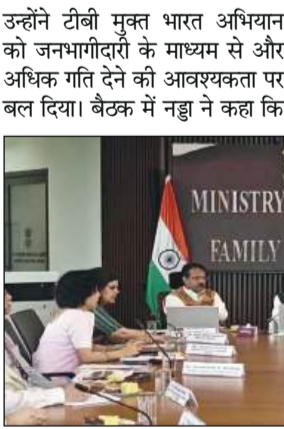 उन्होंने टीबी मुक्त भारत अभियान
को जनभागीदारी के माध्यम से और
अधिक गति देने की आवश्यकता पर
बल दिया। बैठक में नड्डा ने कहा कि
MINISTRY
FAMILY